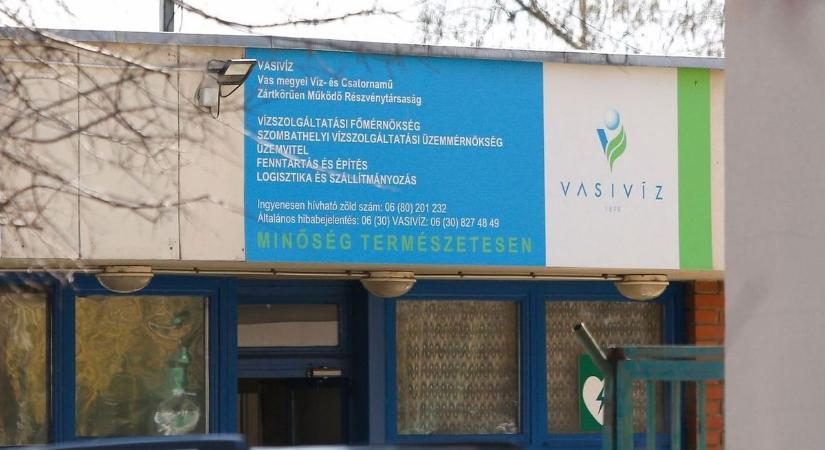 VASIVÍZ
Vas megyei Víz- és Csatornamű
Zártkörűen Működő Részvénytársaság
VÍZSZOLGÁLTATÁSI FŐMÉRNÖKSÉG
SZOMBATHELYI VÍZSZOLGÁLTATÁSI ÜZEMMÉRNÖKSÉG
ÜZEMVITEL
FENNTARTÁS ÉS ÉPÍTÉS
LOGISZTIKA ÉS SZÁLLÍTMÁNYOZÁS
Ingyenesen hívható zöld szám: 06 (80) 201 232
Általános hibabejelentés: 06 (30) VASIVÍZ: 06 (30) 827 48 49
MINŐSÉG TERMÉSZETESEN
VASIVÍZ